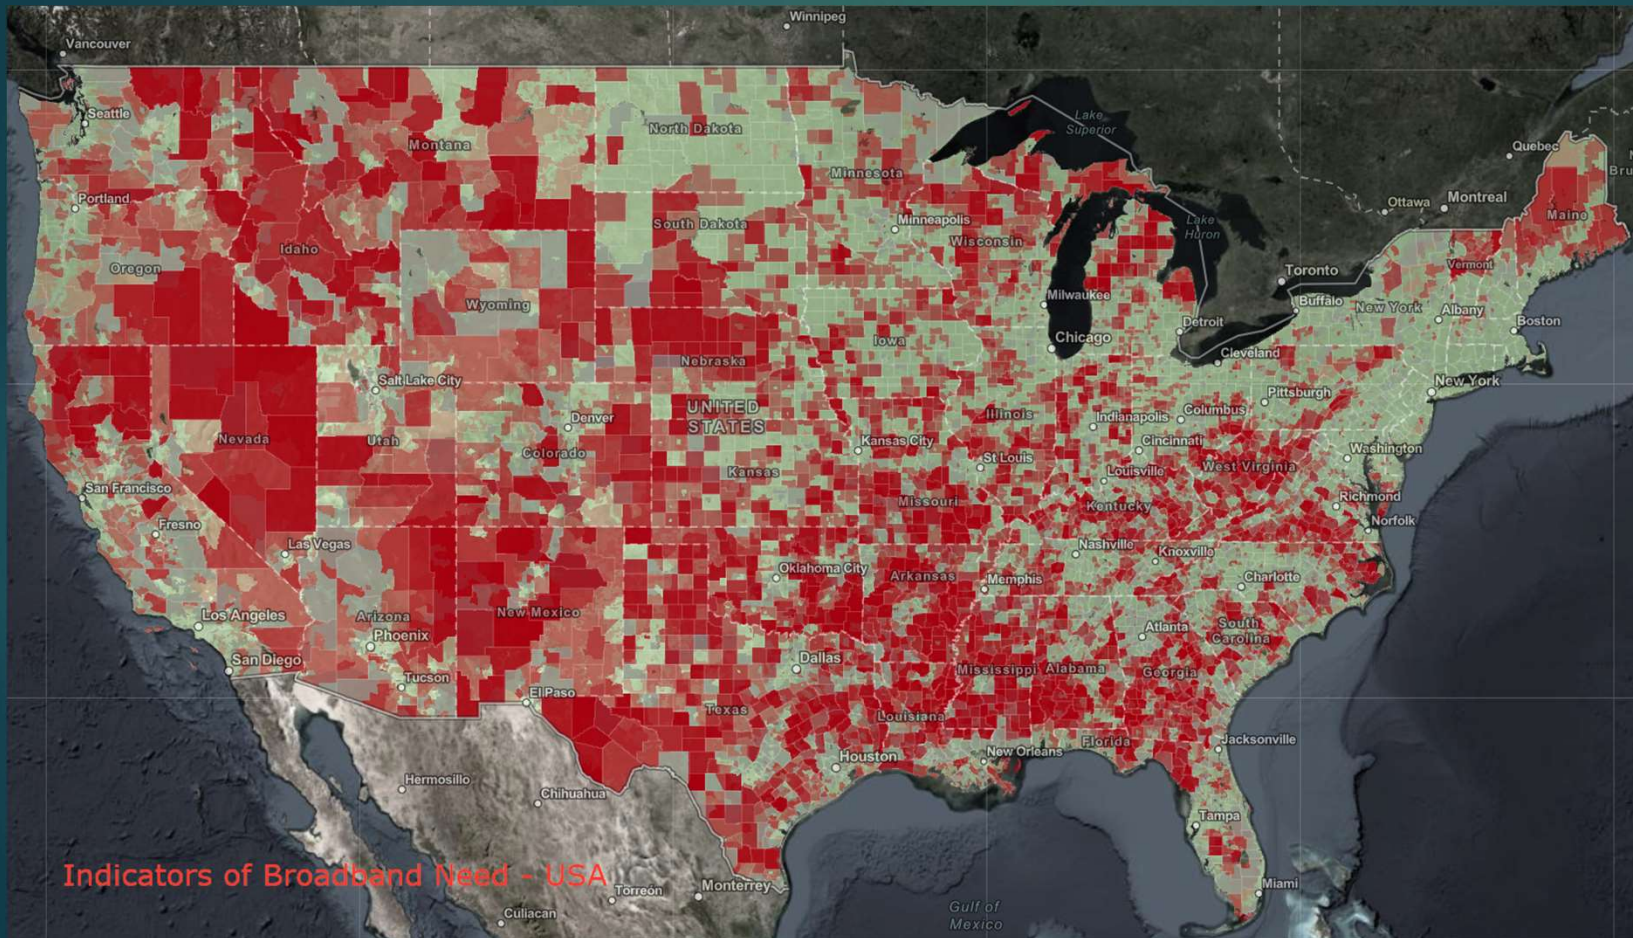 Winnipeg
Vancouver
Lake
Superior
Seattle
North Dakota
Montana
Quebec
Minnesota
Portland
Ottawa
Montreal
Maine
Bru
Minneapolis
Lake
Huron
South Dakota
Wisconsin
Idaho
Oregon
Toronto
Vermont
Milwaukee
Buffalo
Wyoming
New York
Albany
Detroit
Boston
Chicago
Iowa
Cleveland
Nebraska
Salt Lake City
New York
Pittsburgh
UNITED
STATES
Denver
Illinois
Indianapolis
Columbus
Nevada
Utah
Kansas City
Cincinnati
Washington
Colorado
St Louis
Kansas
Louisville
West Virginia
San Francisco
Missouri
Kentucky
Richmond
Fresno
Norfolk
Las Vegas
Nashville
Knoxville
Oklahoma City
Arkansas
Memphis
Charlotte
Los Angeles
Arizona
New Mexico
Phoenix
Atlanta
South
Carolina
San Diego
Dallas
Mississippi
Alabama
Georgia
Tucson
El Paso
Texas
Louisiana
Jacksonville
Florida
Houston
New Orleans
Hermosillo
Chihuahua
Tampa
Indicators of Broadband Need - USA
Torreón
Monterrey
Miami
Culiacan
Gulf of
Mexico